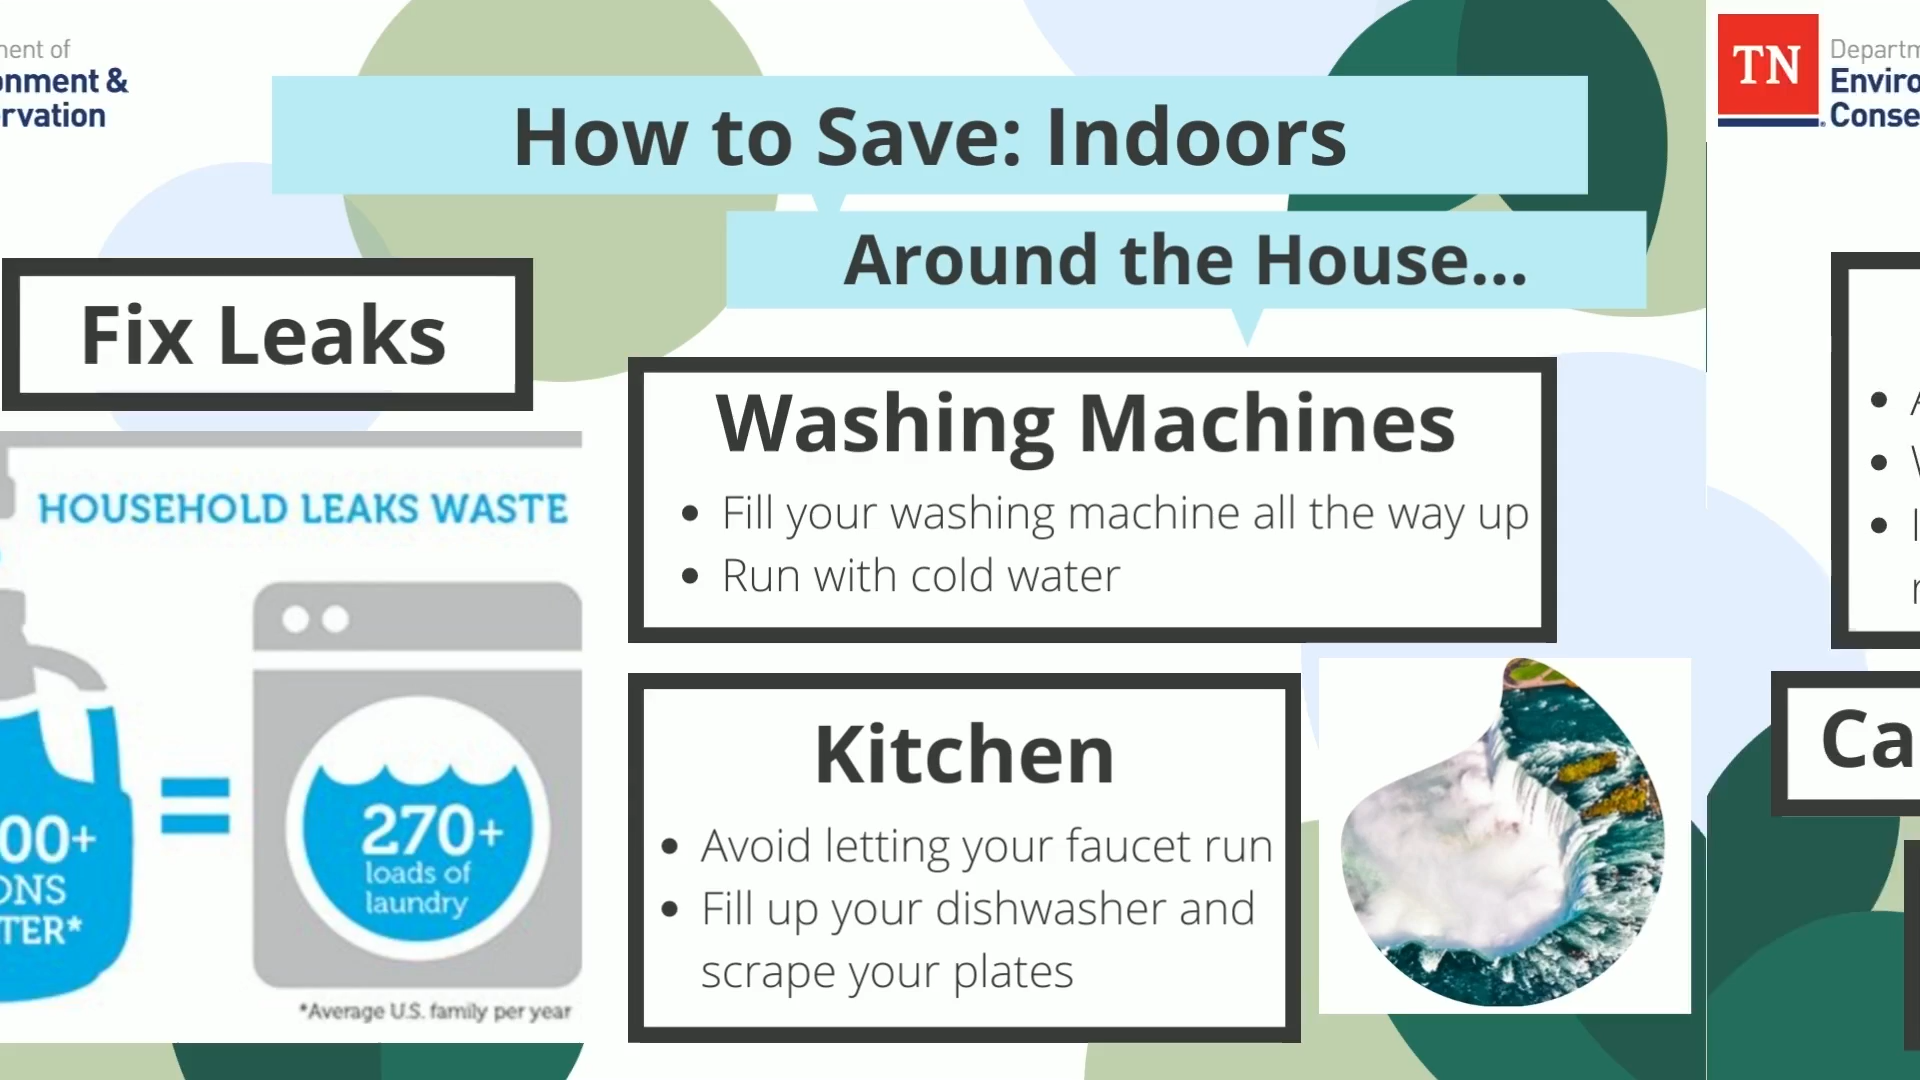 ment of
onment &
rvation
How to Save: Indoors
Around the House...
Fix Leaks
HOUSEHOLD LEAKS WASTE
00+
ONS
TER*
=
270+
loads of
laundry
*Average U.S. family per year
Washing Machines
• Fill your washing machine all the way up
• Run with cold water
Kitchen
• Avoid letting your faucet run
• Fill up your dishwasher and
scrape your plates
TN
Departm
Enviro
Conse
Ca